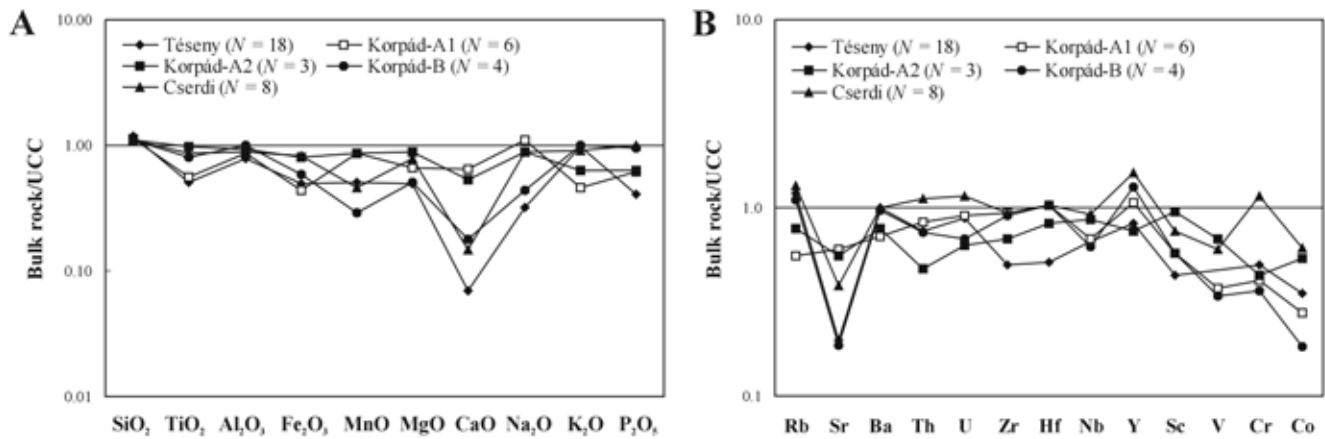 A
10.00
Téseny (N = 18)
Korpád-A1 (N = 6)
Korpád-A2 (N = 3)
Korpád-B (N = 4)
Cserdi (N = 8)
1.00
0.10
0.01
Bulk rock/UCC
SiO₂ TiO₂ Al₂O₃ Fe₂O₃ MnO MgO CaO Na₂O K₂O P₂O₅
B
10.0
Téseny (N = 18)
Korpád-A1 (N = 6)
Korpád-A2 (N = 3)
Korpád-B (N = 4)
Cserdi (N = 8)
1.0
0.1
Bulk rock/UCC
Rb Sr Ba Th U Zr Hf Nb Y Sc V Cr Co